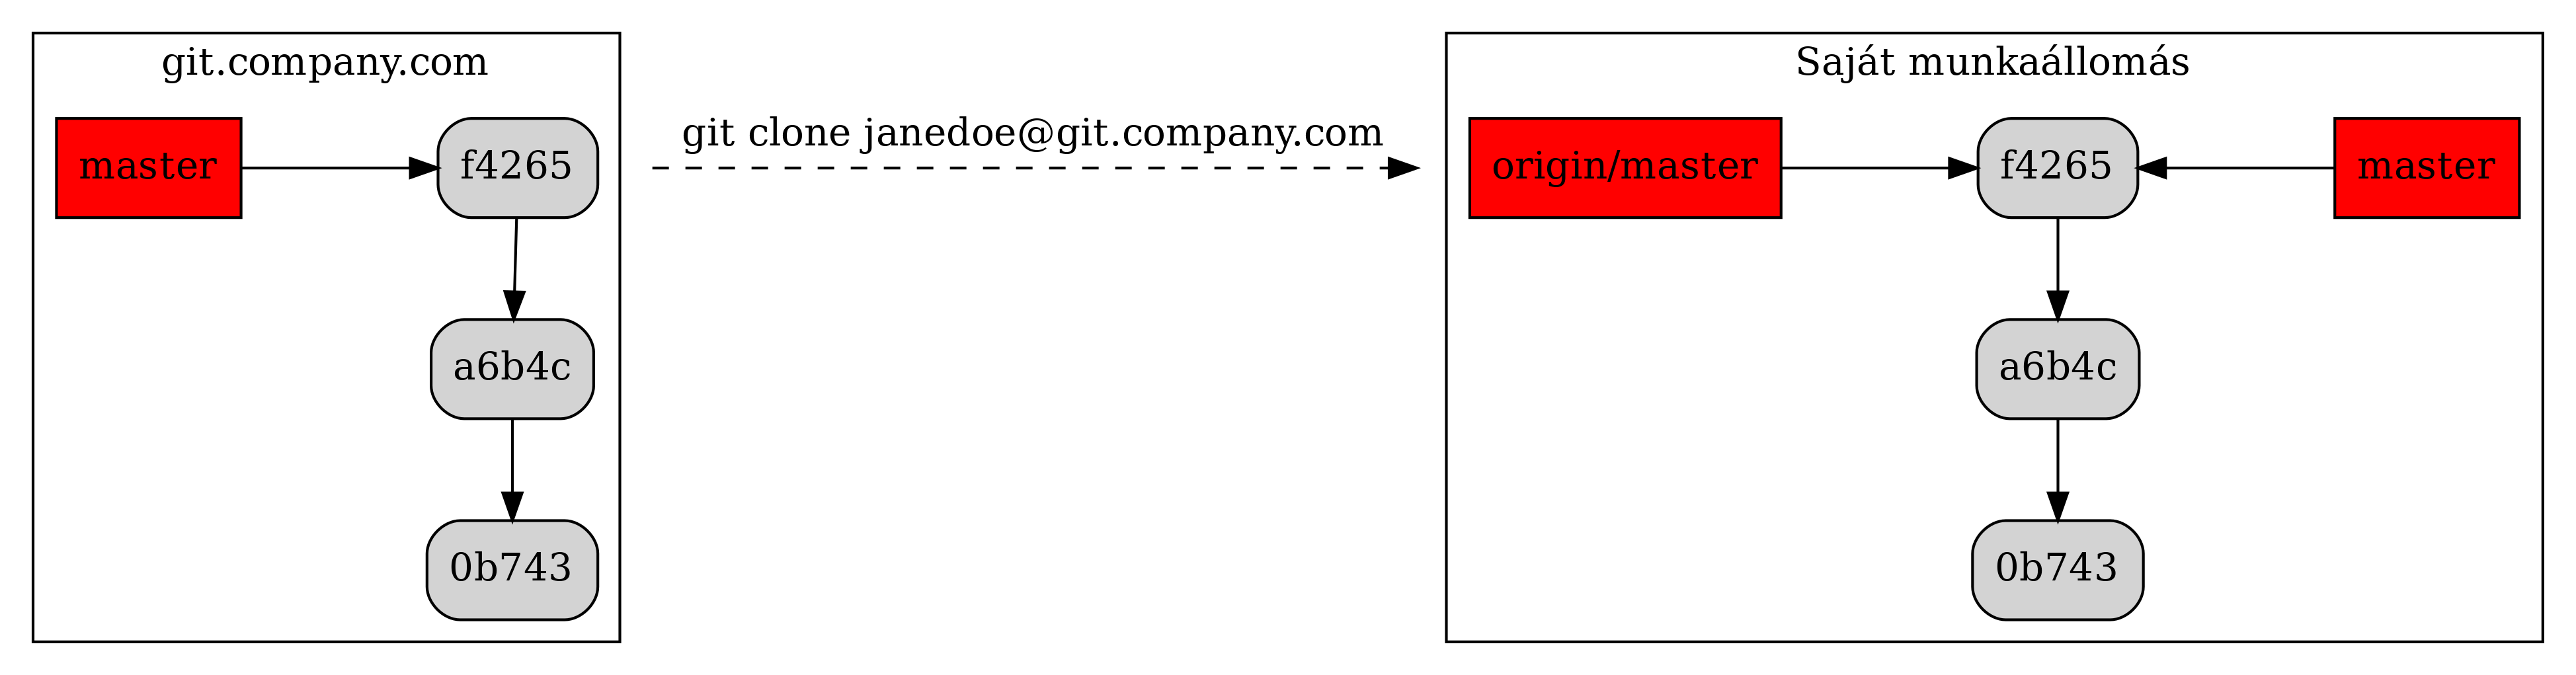 git.company.com
master
f4265
a6b4c
0b743
git clone janedoe@git.company.com
Saját munkaállomás
origin/master
f4265
master
a6b4c
0b743